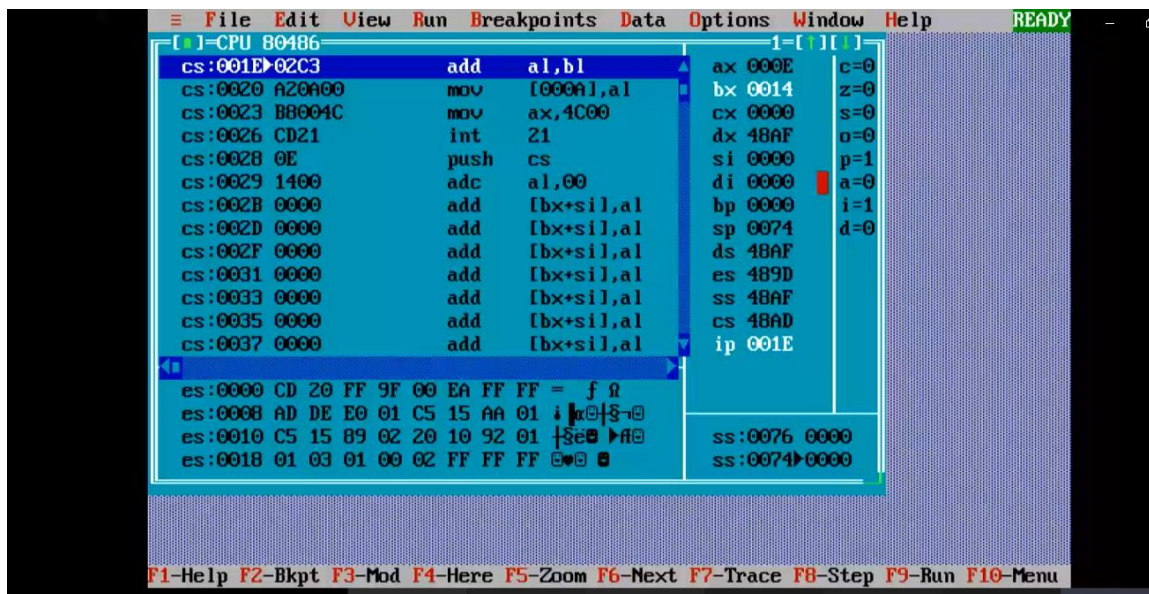 ≡ File Edit View Run Breakpoints Data Options Window Help READY
[■]=CPU 80486 1=[↑][↓]
cs:001E►02C3 add al,bl ax 000E c=0
cs:0020 A20A00 mov [000A],al bx 0014 z=0
cs:0023 B8004C mov ax,4C00 cx 0000 s=0
cs:0026 CD21 int 21 dx 48AF o=0
cs:0028 0E push cs si 0000 p=1
cs:0029 1400 adc al,00 di 0000 a=0
cs:002B 0000 add [bx+si],al bp 0000 i=1
cs:002D 0000 add [bx+si],al sp 0074 d=0
cs:002F 0000 add [bx+si],al ds 48AF
cs:0031 0000 add [bx+si],al es 489D
cs:0033 0000 add [bx+si],al ss 48AF
cs:0035 0000 add [bx+si],al cs 48AD
cs:0037 0000 add [bx+si],al ip 001E
es:0000 CD 20 FF 9F 00 EA FF FF = ƒ Ω
es:0008 AD DE E0 01 C5 15 AA 01 ¡▐α☺┼§¬☺
es:0010 C5 15 89 02 20 10 92 01 ┼§ë☻ ►Æ☺ ss:0076 0000
es:0018 01 03 01 00 02 FF FF FF ☺♥☺ ☻ ss:0074►0000
F1-Help F2-Bkpt F3-Mod F4-Here F5-Zoom F6-Next F7-Trace F8-Step F9-Run F10-Menu